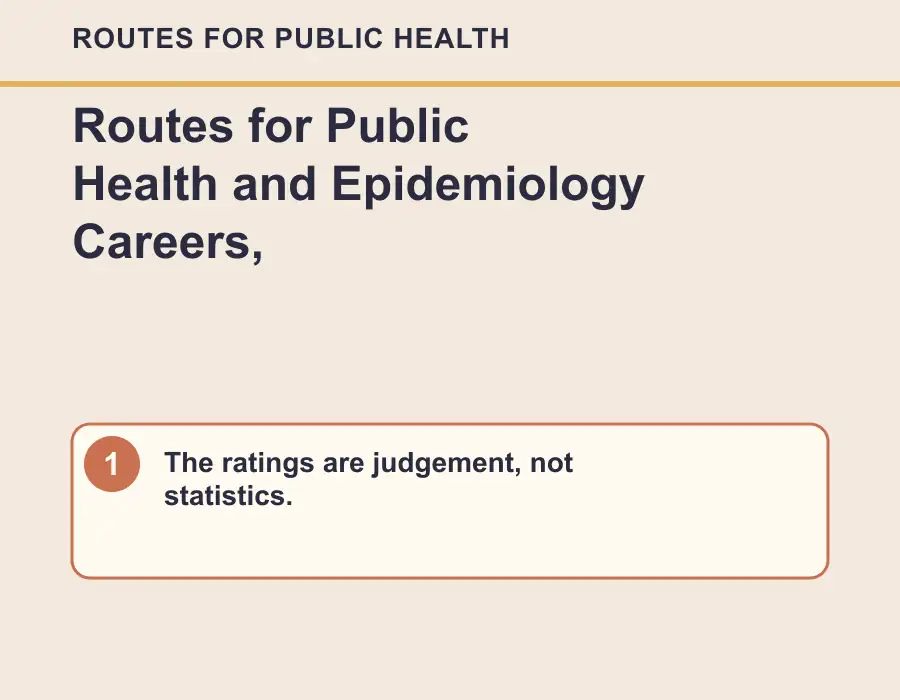 ROUTES FOR PUBLIC HEALTH
Routes for Public
Health and Epidemiology
Careers,
1
The ratings are judgement, not
statistics.